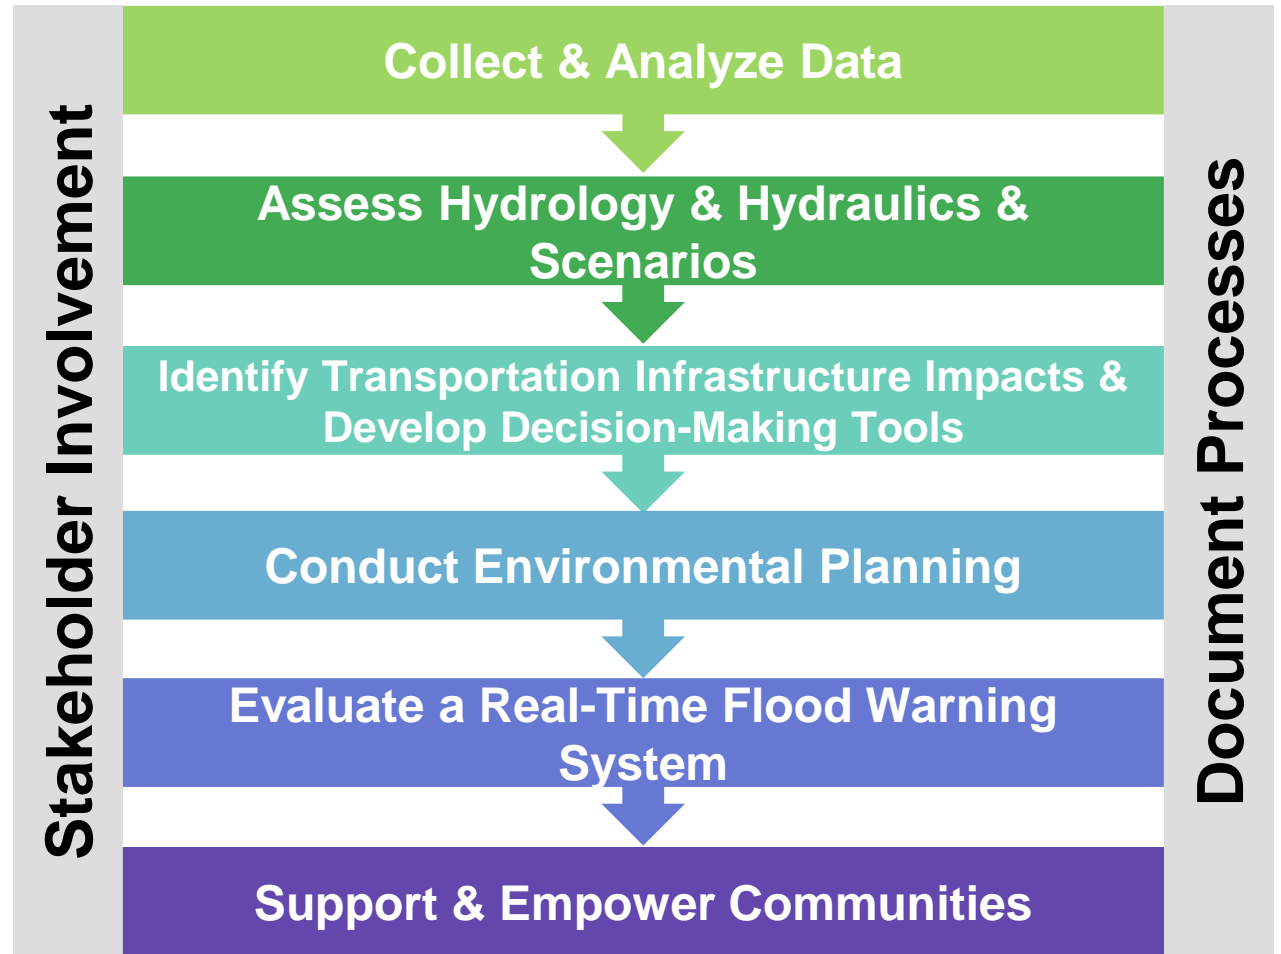 Stakeholder Involvement
Collect & Analyze Data
Assess Hydrology & Hydraulics &
Scenarios
Identify Transportation Infrastructure Impacts &
Develop Decision-Making Tools
Conduct Environmental Planning
Evaluate a Real-Time Flood Warning
System
Support & Empower Communities
Document Processes